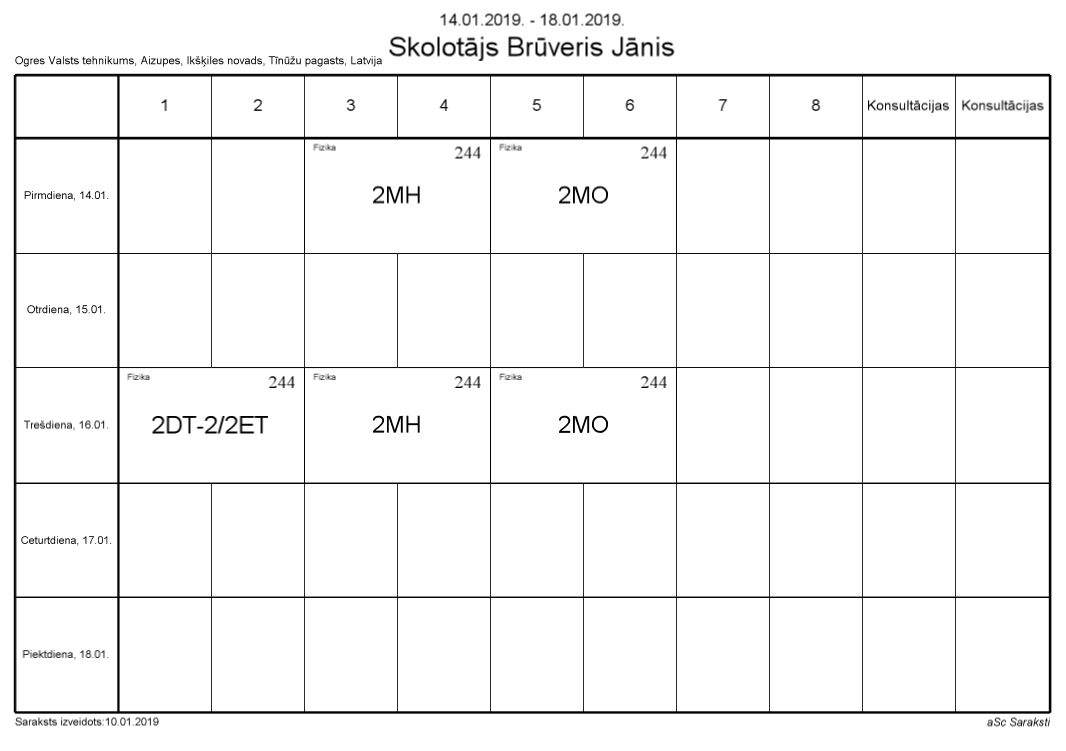 14.01.2019. - 18.01.2019.
Skolotājs Brūveris Jānis
Ogres Valsts tehnikums, Aizupes, Ikšķiles novads, Tīnūžu pagasts, Latvija
1 2 3 4 5 6 7 8 Konsultācijas Konsultācijas
Fizika 244 Fizika 244
Pirmdiena, 14.01. 2MH 2MO
Otrdiena, 15.01.
Fizika 244 Fizika 244 Fizika 244
Trešdiena, 16.01. 2DT-2/2ET 2MH 2MO
Ceturtdiena, 17.01.
Piektdiena, 18.01.
Saraksts izveidots:10.01.2019 aSc Saraksti